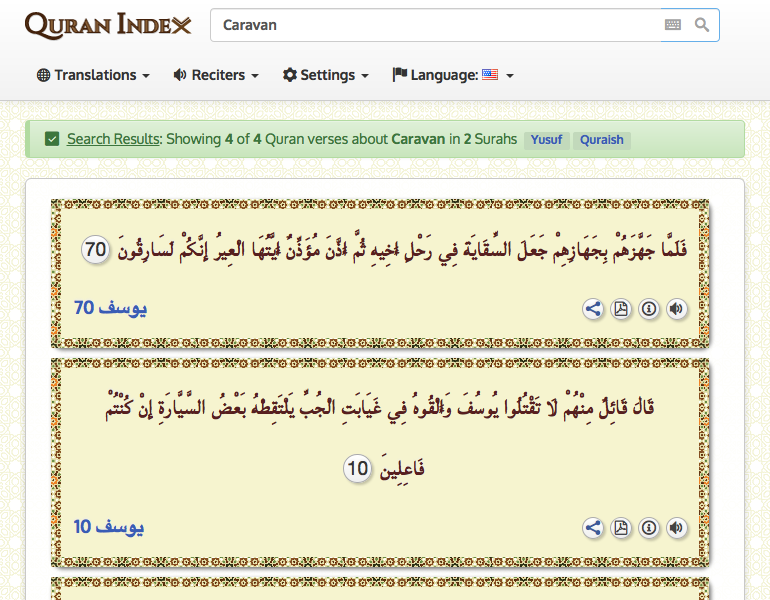 QURAN INDEX
Caravan
Translations Reciters Settings Language:
Search Results: Showing 4 of 4 Quran verses about Caravan in 2 Surahs Yusuf Quraish
فَلَمَّا جَهَّزَهُمْ بِجَهَازِهِمْ جَعَلَ السِّقَايَةَ فِي رَحْلِ أَخِيهِ ثُمَّ أَذَّنَ مُؤَذِّنٌ أَيَّتُهَا الْعِيرُ إِنَّكُمْ لَسَارِقُونَ 70
يوسف 70
قَالَ قَائِلٌ مِنْهُمْ لَا تَقْتُلُوا يُوسُفَ وَأَلْقُوهُ فِي غَيَابَتِ الْجُبِّ يَلْتَقِطْهُ بَعْضُ السَّيَّارَةِ إِنْ كُنْتُمْ
فَاعِلِينَ 10
يوسف 10